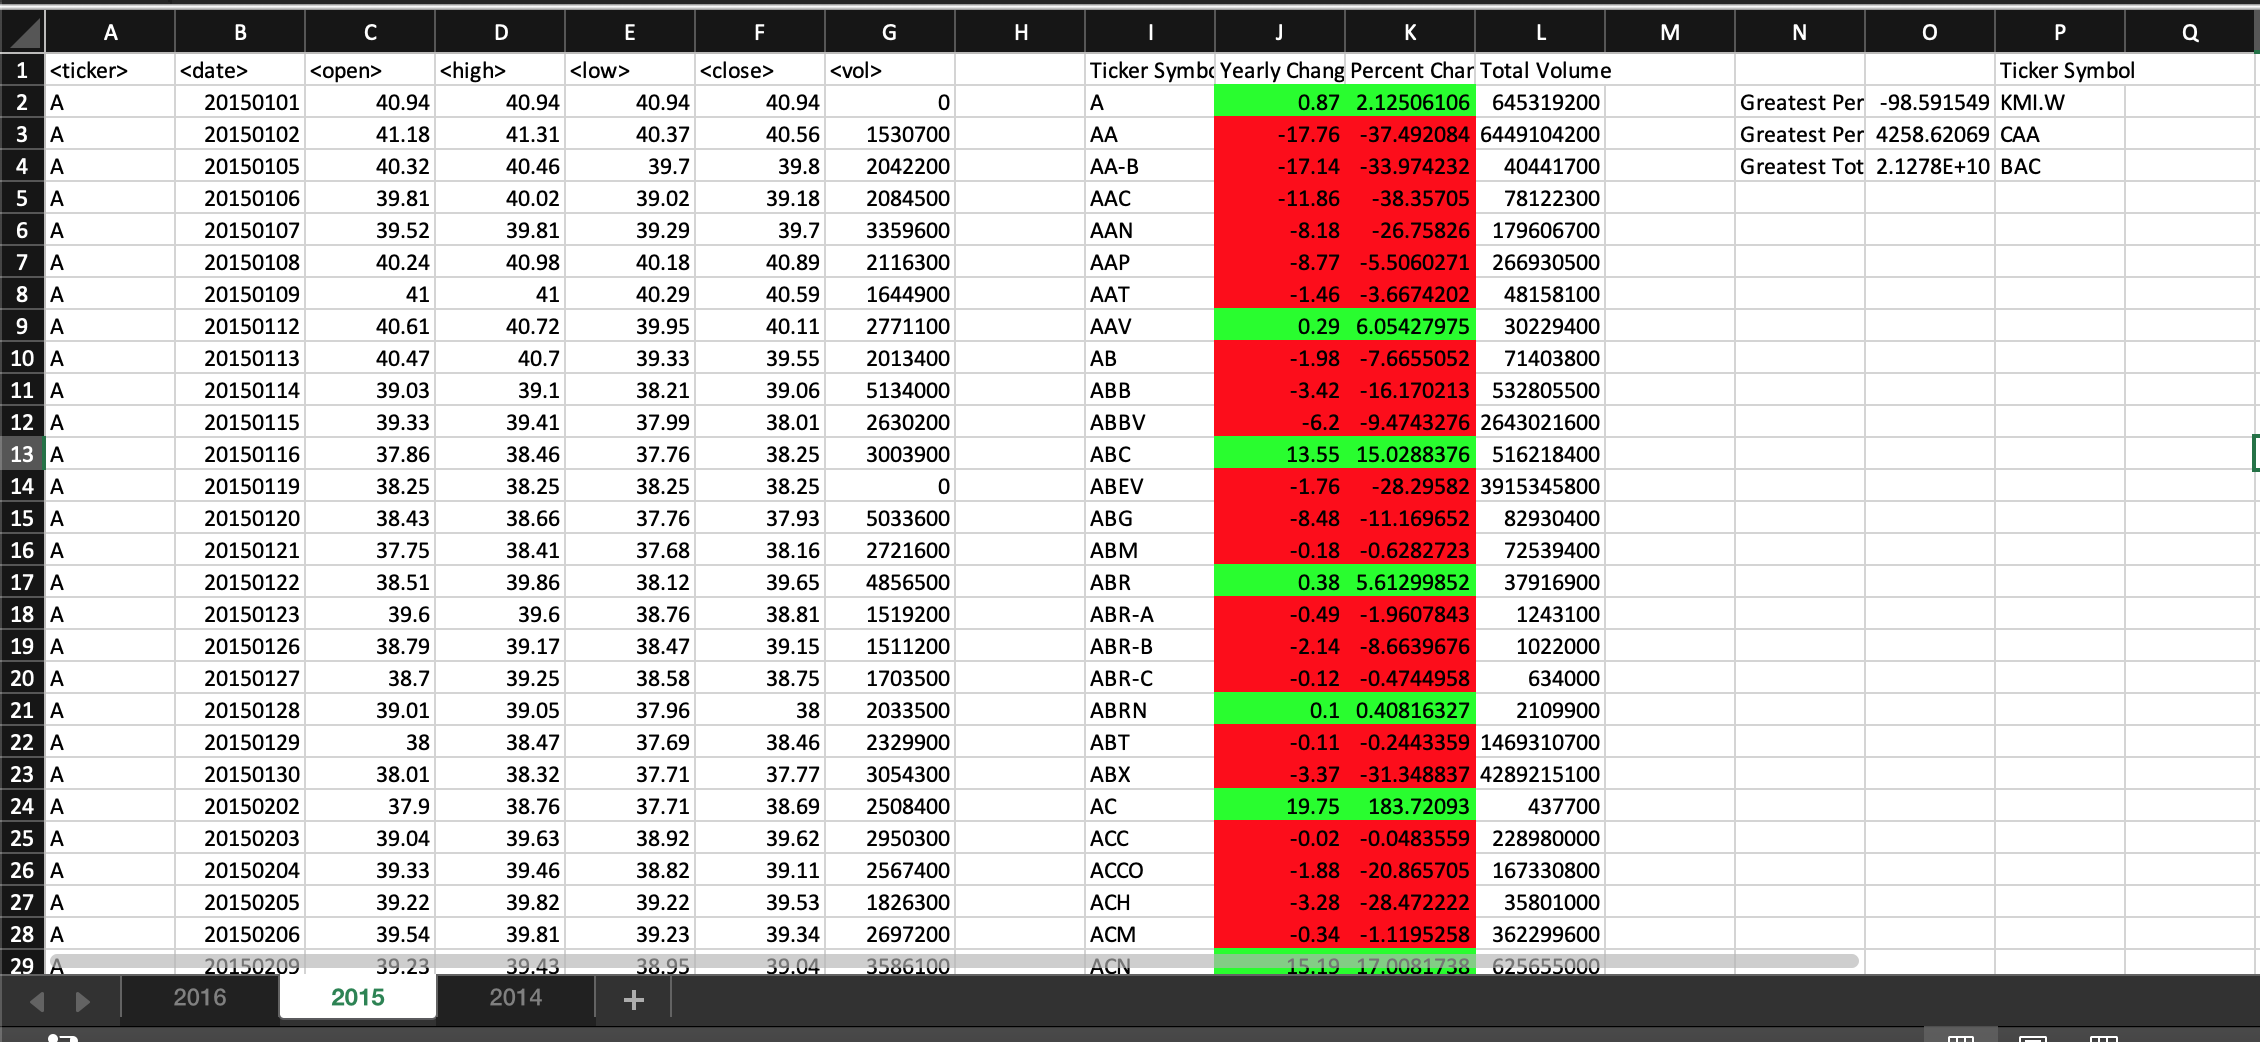 A B C D E F G H I J K L M N O P Q
1 <ticker> <date> <open> <high> <low> <close> <vol> Ticker Symbo Yearly Chang Percent Char Total Volume Ticker Symbol
2 A 20150101 40.94 40.94 40.94 40.94 0 A 0.87 2.12506106 645319200 Greatest Per -98.591549 KMI.W
3 A 20150102 41.18 41.31 40.37 40.56 1530700 AA -17.76 -37.492084 6449104200 Greatest Per 4258.62069 CAA
4 A 20150105 40.32 40.46 39.7 39.8 2042200 AA-B -17.14 -33.974232 40441700 Greatest Tot 2.1278E+10 BAC
5 A 20150106 39.81 40.02 39.02 39.18 2084500 AAC -11.86 -38.35705 78122300
6 A 20150107 39.52 39.81 39.29 39.7 3359600 AAN -8.18 -26.75826 179606700
7 A 20150108 40.24 40.98 40.18 40.89 2116300 AAP -8.77 -5.5060271 266930500
8 A 20150109 41 41 40.29 40.59 1644900 AAT -1.46 -3.6674202 48158100
9 A 20150112 40.61 40.72 39.95 40.11 2771100 AAV 0.29 6.05427975 30229400
10 A 20150113 40.47 40.7 39.33 39.55 2013400 AB -1.98 -7.6655052 71403800
11 A 20150114 39.03 39.1 38.21 39.06 5134000 ABB -3.42 -16.170213 532805500
12 A 20150115 39.33 39.41 37.99 38.01 2630200 ABBV -6.2 -9.4743276 2643021600
13 A 20150116 37.86 38.46 37.76 38.25 3003900 ABC 13.55 15.0288376 516218400
14 A 20150119 38.25 38.25 38.25 38.25 0 ABEV -1.76 -28.29582 3915345800
15 A 20150120 38.43 38.66 37.76 37.93 5033600 ABG -8.48 -11.169652 82930400
16 A 20150121 37.75 38.41 37.68 38.16 2721600 ABM -0.18 -0.6282723 72539400
17 A 20150122 38.51 39.86 38.12 39.65 4856500 ABR 0.38 5.61299852 37916900
18 A 20150123 39.6 39.6 38.76 38.81 1519200 ABR-A -0.49 -1.9607843 1243100
19 A 20150126 38.79 39.17 38.47 39.15 1511200 ABR-B -2.14 -8.6639676 1022000
20 A 20150127 38.7 39.25 38.58 38.75 1703500 ABR-C -0.12 -0.4744958 634000
21 A 20150128 39.01 39.05 37.96 38 2033500 ABRN 0.1 0.40816327 2109900
22 A 20150129 38 38.47 37.69 38.46 2329900 ABT -0.11 -0.2443359 1469310700
23 A 20150130 38.01 38.32 37.71 37.77 3054300 ABX -3.37 -31.348837 4289215100
24 A 20150202 37.9 38.76 37.71 38.69 2508400 AC 19.75 183.72093 437700
25 A 20150203 39.04 39.63 38.92 39.62 2950300 ACC -0.02 -0.0483559 228980000
26 A 20150204 39.33 39.46 38.82 39.11 2567400 ACCO -1.88 -20.865705 167330800
27 A 20150205 39.22 39.82 39.22 39.53 1826300 ACH -3.28 -28.472222 35801000
28 A 20150206 39.54 39.81 39.23 39.34 2697200 ACM -0.34 -1.1195258 362299600
29 A 20150209 39.23 39.43 38.95 39.04 3586100 ACN 15.19 17.0081738 625655000
2016 2015 2014 +